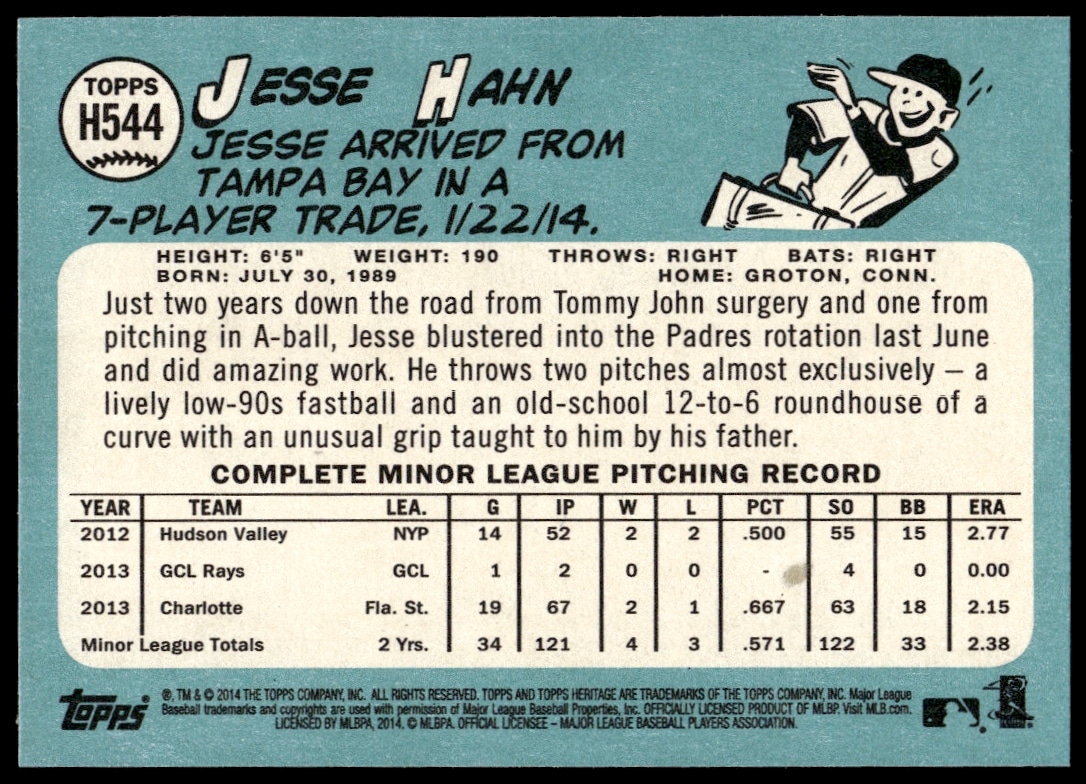 TOPPS
H544
JESSE HAHN
JESSE ARRIVED FROM
TAMPA BAY IN A
7-PLAYER TRADE, 1/22/14.
HEIGHT: 6'5" WEIGHT: 190 THROWS: RIGHT BATS: RIGHT
BORN: JULY 30, 1989 HOME: GROTON, CONN.
Just two years down the road from Tommy John surgery and one from
pitching in A-ball, Jesse blustered into the Padres rotation last June
and did amazing work. He throws two pitches almost exclusively – a
lively low-90s fastball and an old-school 12-to-6 roundhouse of a
curve with an unusual grip taught to him by his father.
COMPLETE MINOR LEAGUE PITCHING RECORD
YEAR TEAM LEA. G IP W L PCT SO BB ERA
2012 Hudson Valley NYP 14 52 2 2 .500 55 15 2.77
2013 GCL Rays GCL 1 2 0 0 - 4 0 0.00
2013 Charlotte Fla. St. 19 67 2 1 .667 63 18 2.15
Minor League Totals 2 Yrs. 34 121 4 3 .571 122 33 2.38
topps
®, TM & © 2014 THE TOPPS COMPANY, INC. ALL RIGHTS RESERVED. TOPPS AND TOPPS HERITAGE ARE TRADEMARKS OF THE TOPPS COMPANY, INC. Major League
Baseball trademarks and copyrights are used with permission of Major League Baseball Properties, Inc. OFFICIALLY LICENSED PRODUCT OF MLBP. Visit MLB.com.
LICENSED BY MLBPA, 2014. © MLBPA. OFFICIAL LICENSEE – MAJOR LEAGUE BASEBALL PLAYERS ASSOCIATION.